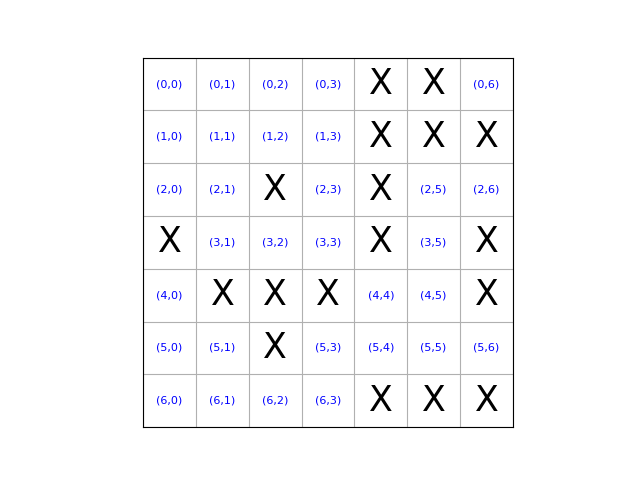 (0,0) (0,1) (0,2) (0,3) X X (0,6)
(1,0) (1,1) (1,2) (1,3) X X X
(2,0) (2,1) X (2,3) X (2,5) (2,6)
X (3,1) (3,2) (3,3) X (3,5) X
(4,0) X X X (4,4) (4,5) X
(5,0) (5,1) X (5,3) (5,4) (5,5) (5,6)
(6,0) (6,1) (6,2) (6,3) X X X